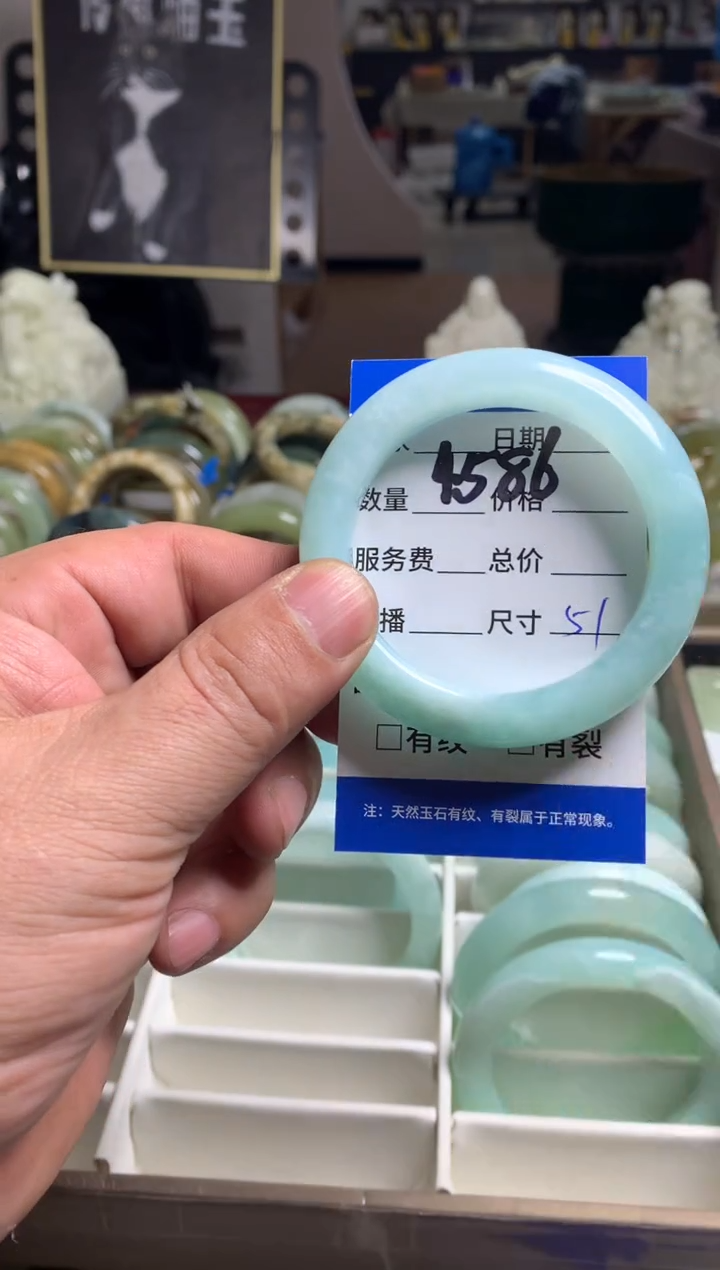 玉
日期
4586
数量 价格
服务费 总价
播 尺寸 51
□有纹 □有裂
注：天然玉石有纹、有裂属于正常现象。